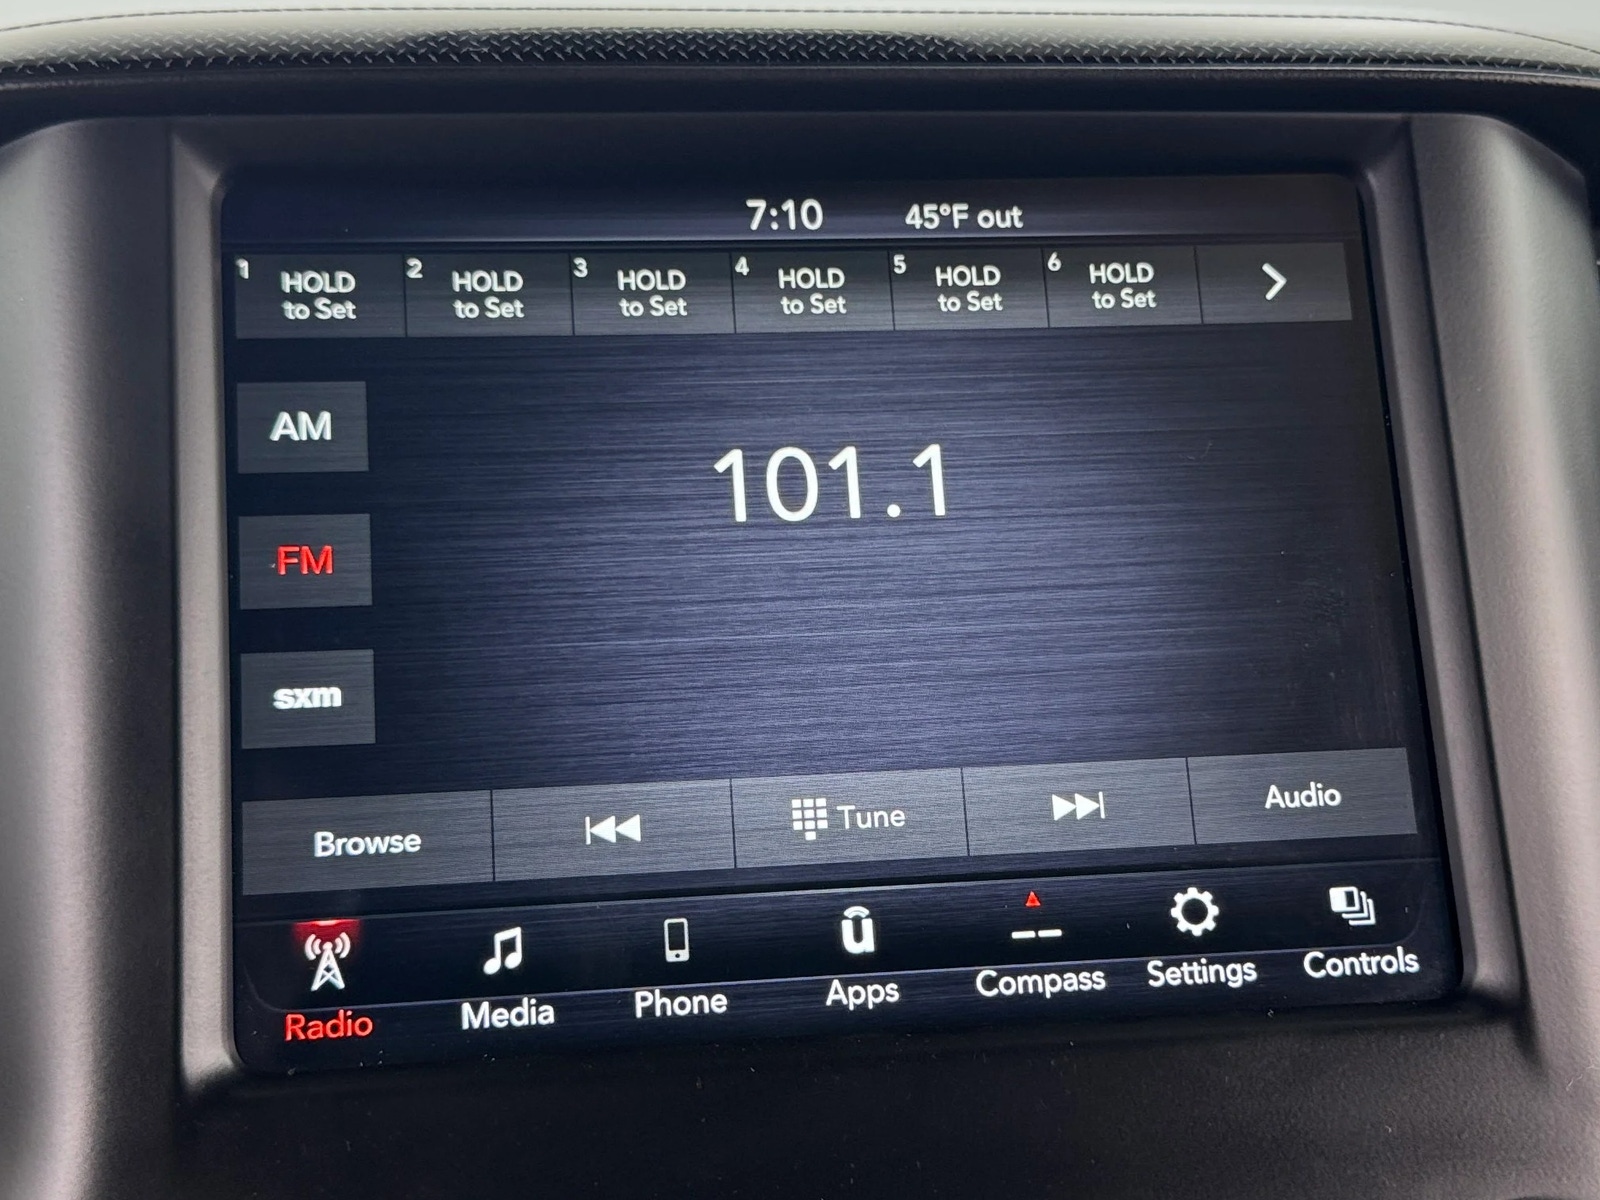 7:10 45°F out
1 HOLD to Set
2 HOLD to Set
3 HOLD to Set
4 HOLD to Set
5 HOLD to Set
6 HOLD to Set
AM
101.1
FM
sxm
Browse
Tune
Audio
Radio
Media
Phone
u
Apps
--
Compass
Settings
Controls